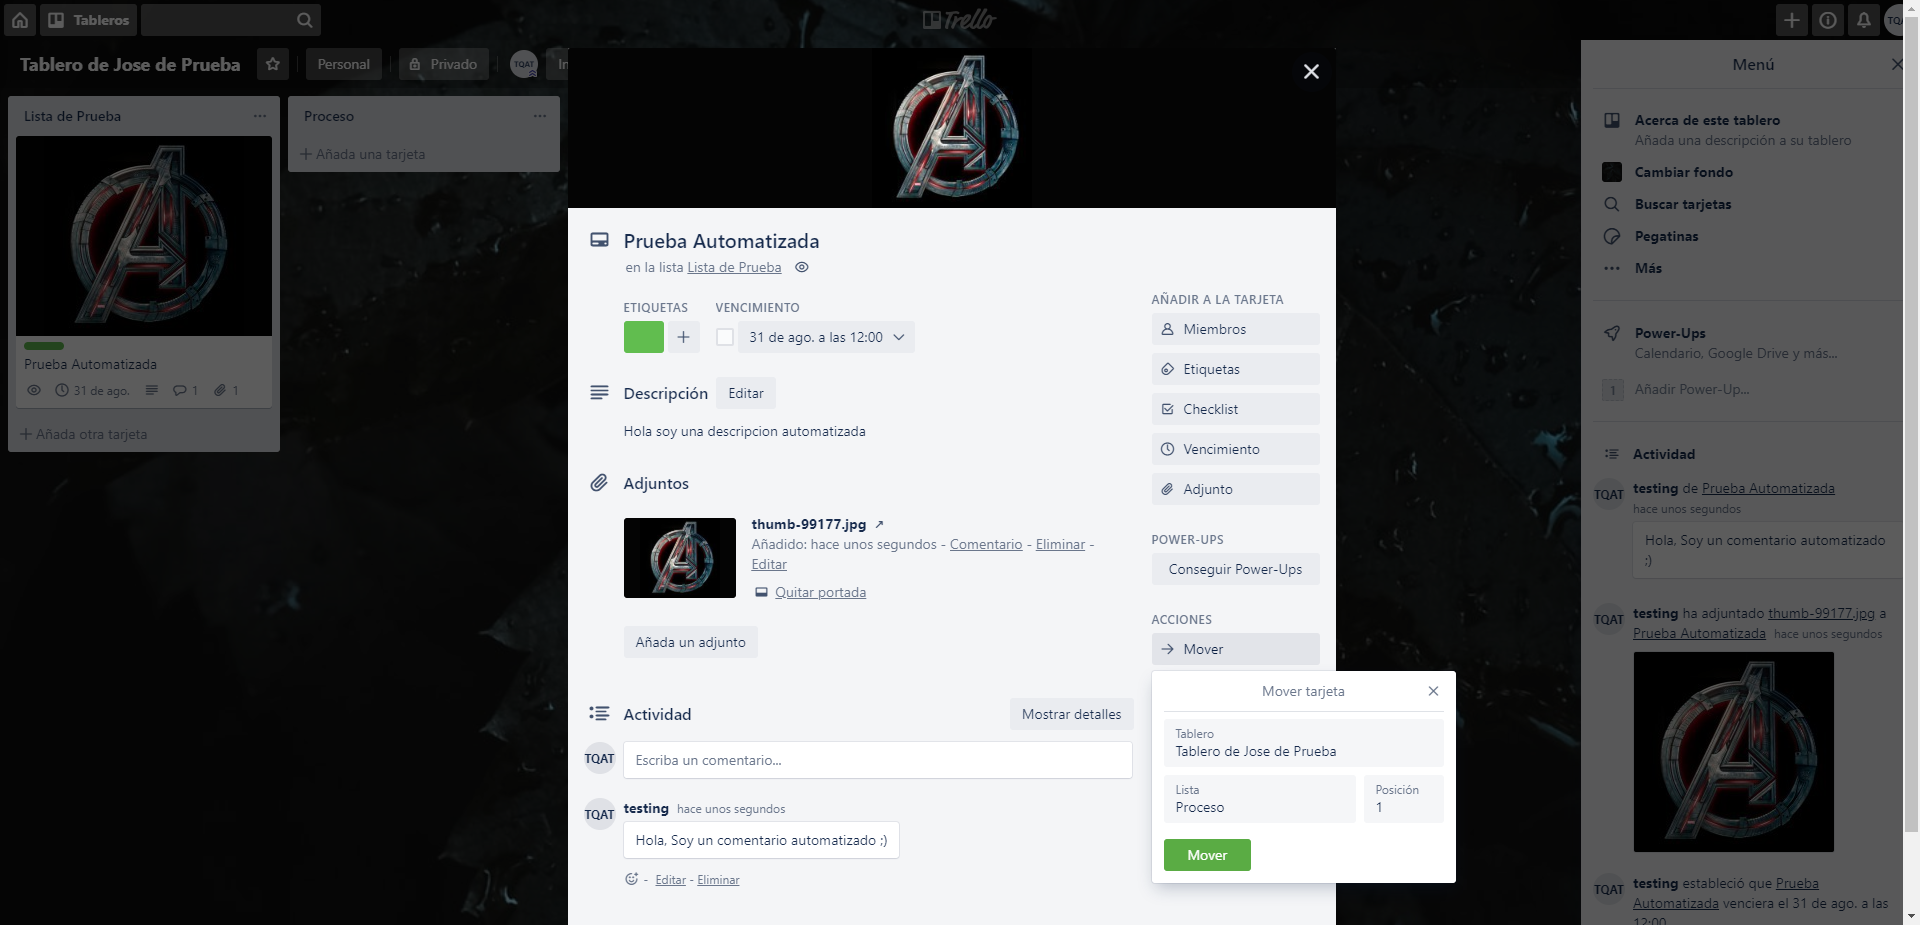 Tableros
Trello
TQA
Tablero de Jose de Prueba
Personal
Privado
TQAT
In
Lista de Prueba
Prueba Automatizada
31 de ago.
1
1
Añada otra tarjeta
Proceso
Añada una tarjeta
Prueba Automatizada
en la lista Lista de Prueba
ETIQUETAS
VENCIMIENTO
31 de ago. a las 12:00
Descripción
Editar
Hola soy una descripcion automatizada
Adjuntos
thumb-99177.jpg ↗
Añadido: hace unos segundos - Comentario - Eliminar -
Editar
Quitar portada
Añada un adjunto
Actividad
Mostrar detalles
TQAT
Escriba un comentario...
TQAT
testing hace unos segundos
Hola, Soy un comentario automatizado ;)
- Editar - Eliminar
AÑADIR A LA TARJETA
Miembros
Etiquetas
Checklist
Vencimiento
Adjunto
POWER-UPS
Conseguir Power-Ups
ACCIONES
Mover
Mover tarjeta
Tablero
Tablero de Jose de Prueba
Lista
Proceso
Posición
1
Mover
Menú
Acerca de este tablero
Añada una descripción a su tablero
Cambiar fondo
Buscar tarjetas
Pegatinas
Más
Power-Ups
Calendario, Google Drive y más...
1
Añadir Power-Up...
Actividad
TQAT
testing de Prueba Automatizada
hace unos segundos
Hola, Soy un comentario automatizado
;)
TQAT
testing ha adjuntado thumb-99177.jpg a
Prueba Automatizada hace unos segundos
TQAT
testing estableció que Prueba
Automatizada venciera el 31 de ago. a las
12:00